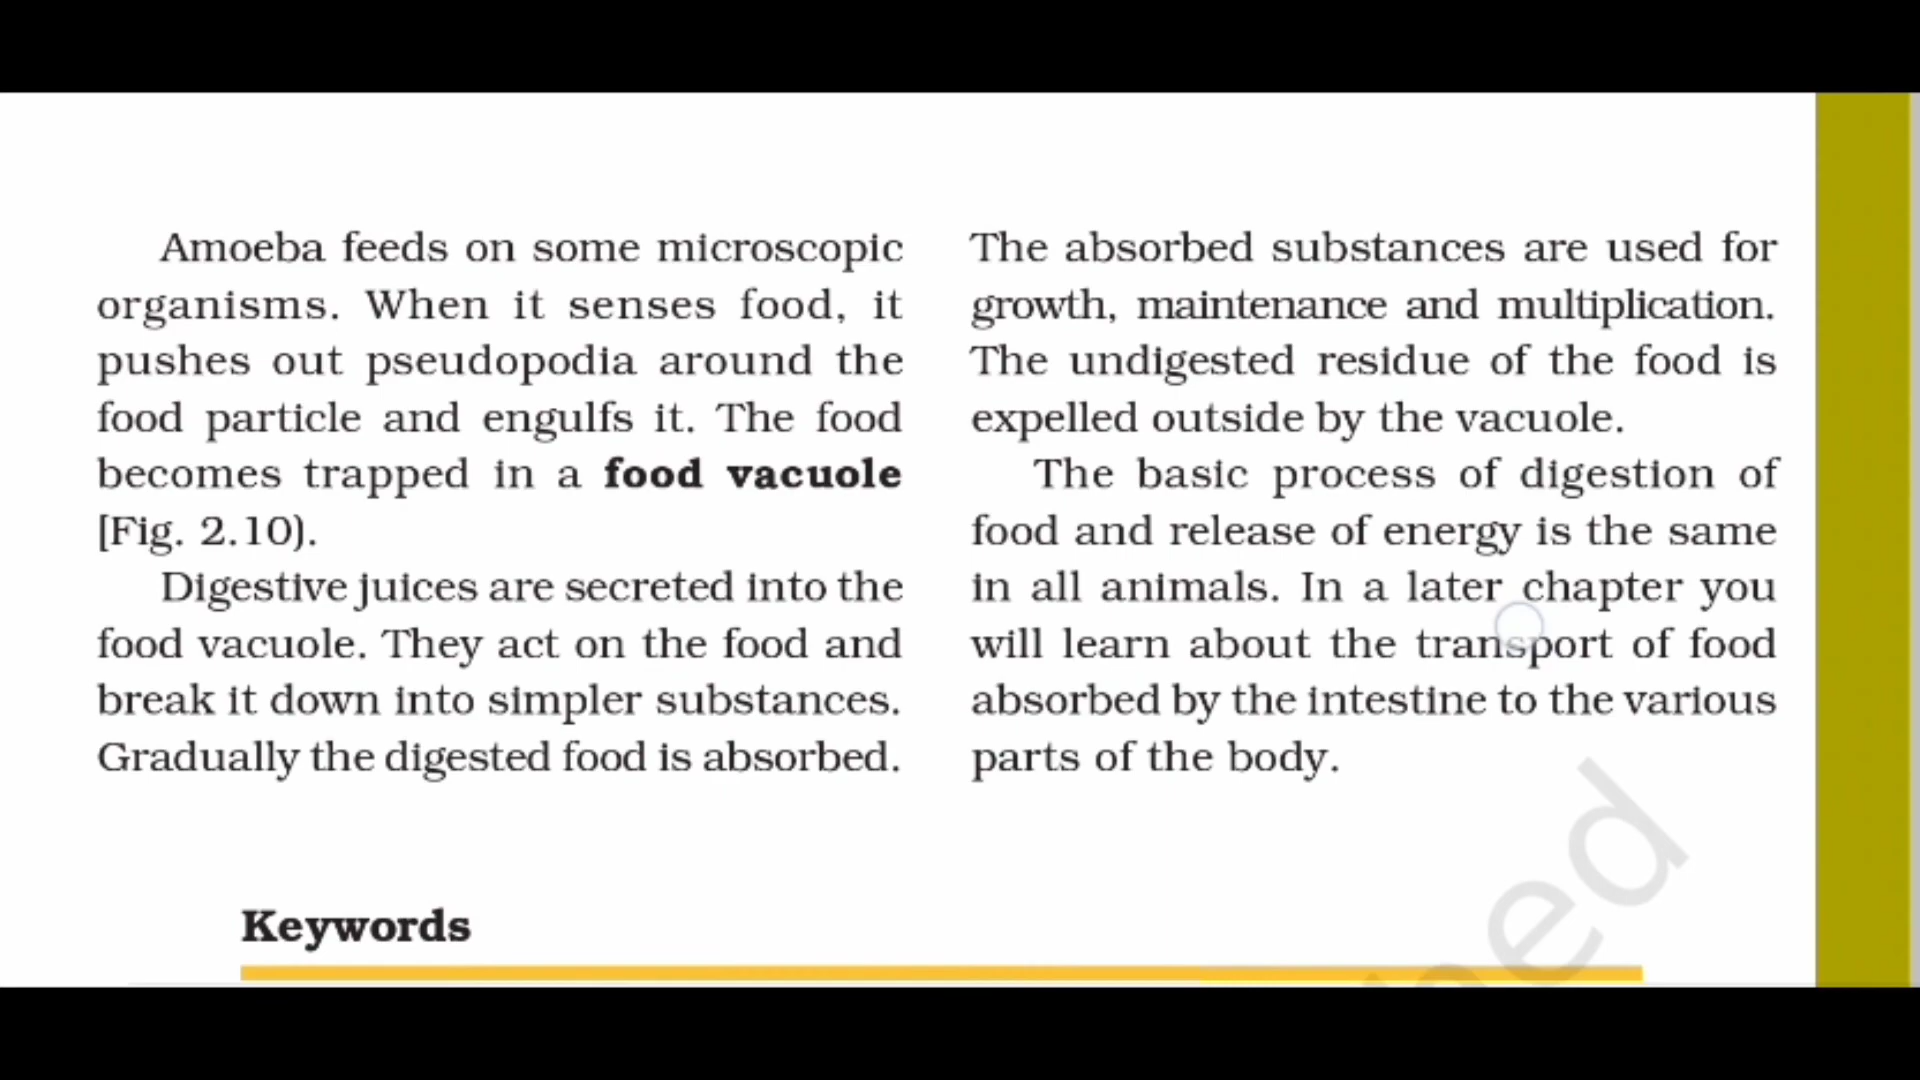 Amoeba feeds on some microscopic
organisms. When it senses food, it
pushes out pseudopodia around the
food particle and engulfs it. The food
becomes trapped in a food vacuole
[Fig. 2.10).
Digestive juices are secreted into the
food vacuole. They act on the food and
break it down into simpler substances.
Gradually the digested food is absorbed.
The absorbed substances are used for
growth, maintenance and multiplication.
The undigested residue of the food is
expelled outside by the vacuole.
The basic process of digestion of
food and release of energy is the same
in all animals. In a later chapter you
will learn about the transport of food
absorbed by the intestine to the various
parts of the body.
Keywords